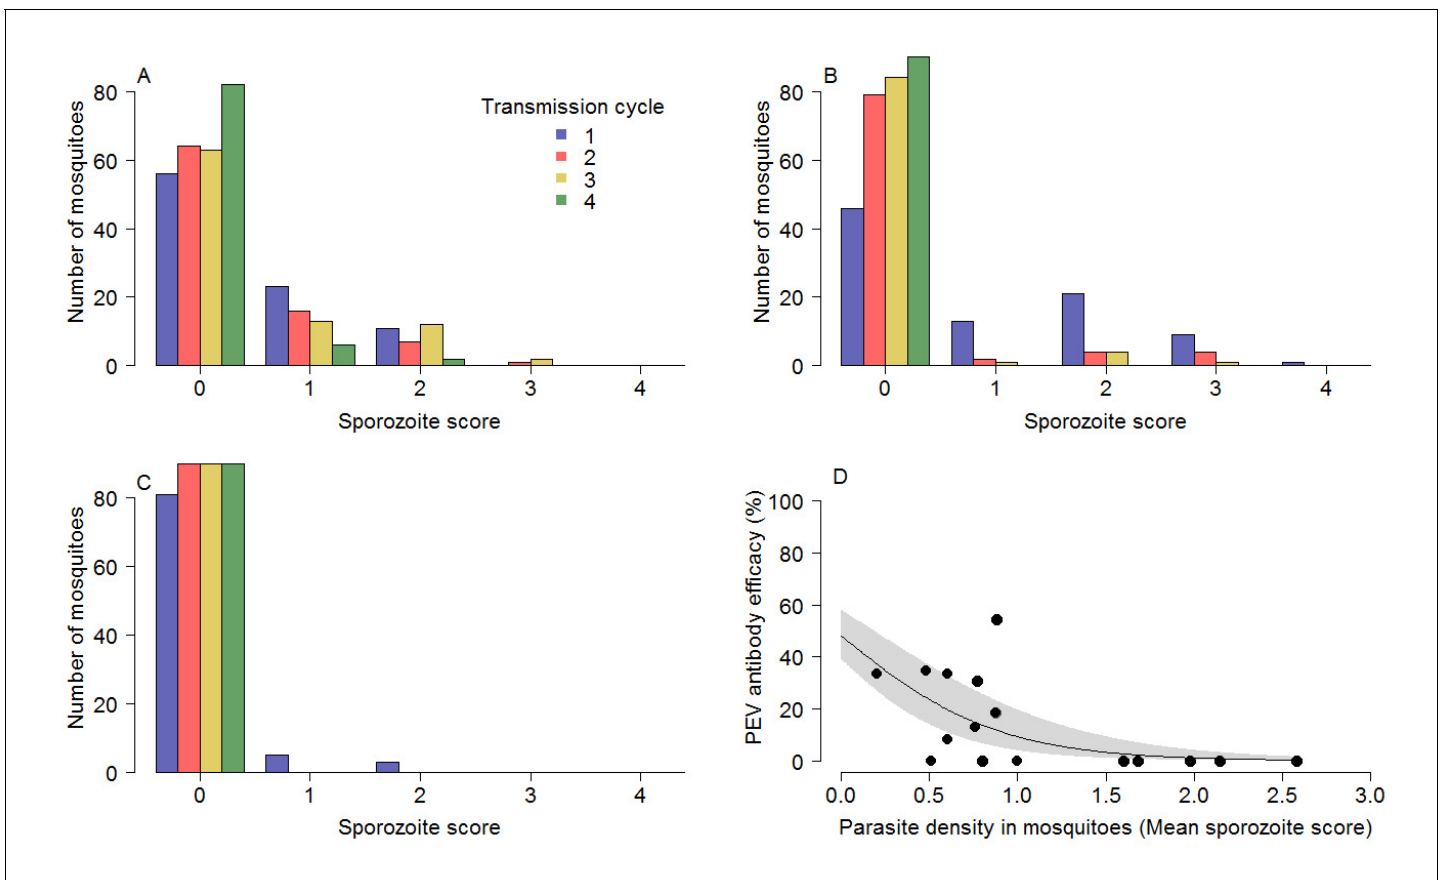 A
Number of mosquitoes
80
60
40
20
0
0 1 2 3 4
Sporozoite score
Transmission cycle
1
2
3
4
B
Number of mosquitoes
80
60
40
20
0
0 1 2 3 4
Sporozoite score
C
Number of mosquitoes
80
60
40
20
0
0 1 2 3 4
Sporozoite score
D
PEV antibody efficacy (%)
100
80
60
40
20
0
0.0 0.5 1.0 1.5 2.0 2.5 3.0
Parasite density in mosquitoes (Mean sporozoite score)